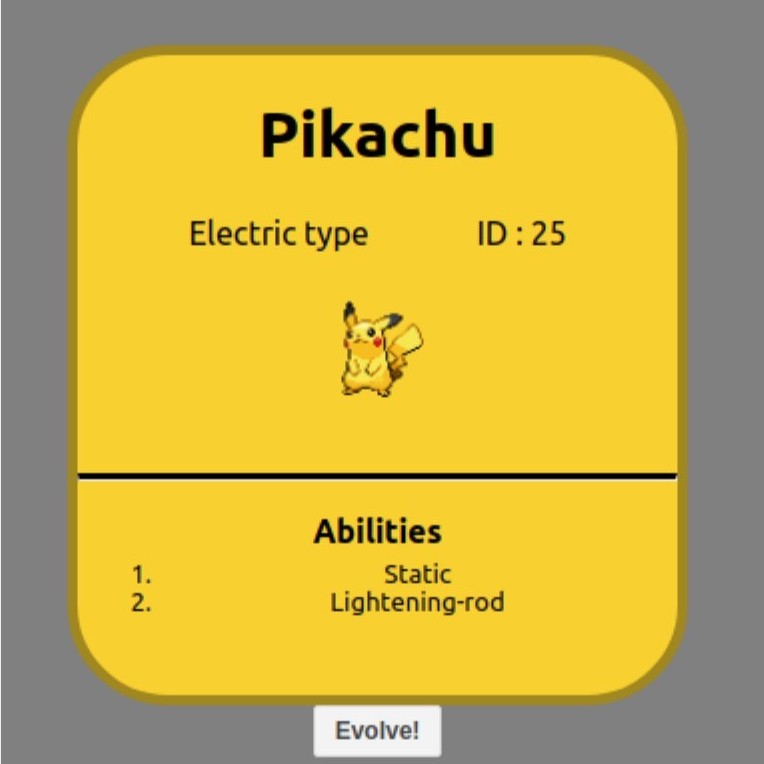 Pikachu
Electric type ID : 25
Abilities
1. Static
2. Lightening-rod
Evolve!